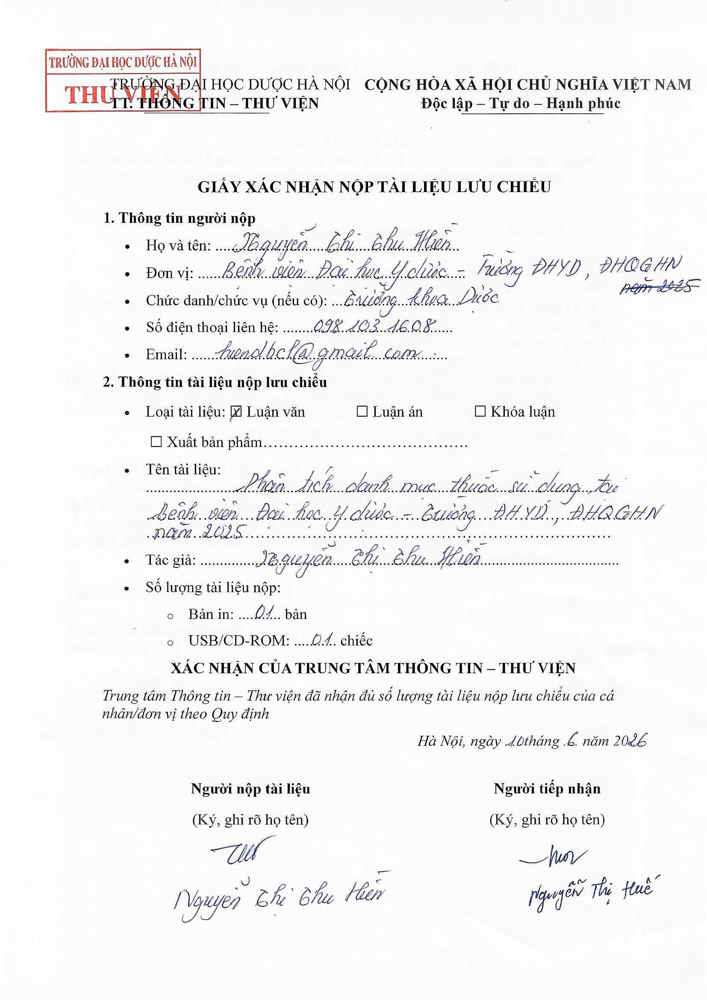 TRƯỜNG ĐẠI HỌC DƯỢC HÀ NỘI
THƯ VIỆN
TRƯỜNG ĐẠI HỌC DƯỢC HÀ NỘI
TT. THÔNG TIN – THƯ VIỆN
CỘNG HÒA XÃ HỘI CHỦ NGHĨA VIỆT NAM
Độc lập – Tự do – Hạnh phúc
GIẤY XÁC NHẬN NỘP TÀI LIỆU LƯU CHIỂU
1. Thông tin người nộp
• Họ và tên: Nguyễn Thị Thu Hiền
• Đơn vị: Bệnh viện Đại học Y dược – Trường ĐHYD, ĐHQGHN
năm 2025
• Chức danh/chức vụ (nếu có): Trưởng khoa Dược
• Số điện thoại liên hệ: 098 103 1608
• Email: hiendbcl@gmail.com
2. Thông tin tài liệu nộp lưu chiểu
• Loại tài liệu: ☒ Luận văn ☐ Luận án ☐ Khóa luận
☐ Xuất bản phẩm........................................
• Tên tài liệu:
Phân tích danh mục thuốc sử dụng tại
Bệnh viện Đại học Y dược – Trường ĐHYD, ĐHQGHN
năm 2025
• Tác giả: Nguyễn Thị Thu Hiền
• Số lượng tài liệu nộp:
o Bản in: 01 bản
o USB/CD-ROM: 01 chiếc
XÁC NHẬN CỦA TRUNG TÂM THÔNG TIN – THƯ VIỆN
Trung tâm Thông tin – Thư viện đã nhận đủ số lượng tài liệu nộp lưu chiểu của cá
nhân/đơn vị theo Quy định
Hà Nội, ngày 10 tháng 6 năm 2026
Người nộp tài liệu
(Ký, ghi rõ họ tên)
Nguyễn Thị Thu Hiền
Người tiếp nhận
(Ký, ghi rõ họ tên)
Nguyễn Thị Huế